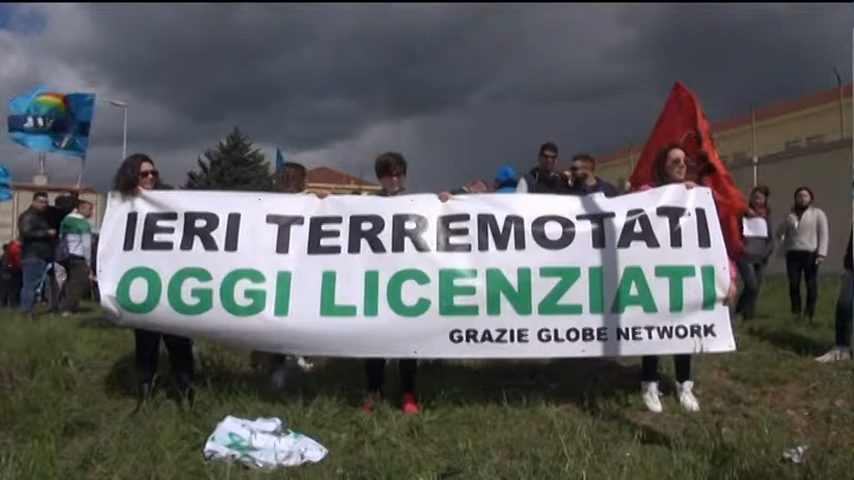 IERI TERREMOTATI
OGGI LICENZIATI
GRAZIE GLOBE NETWORK